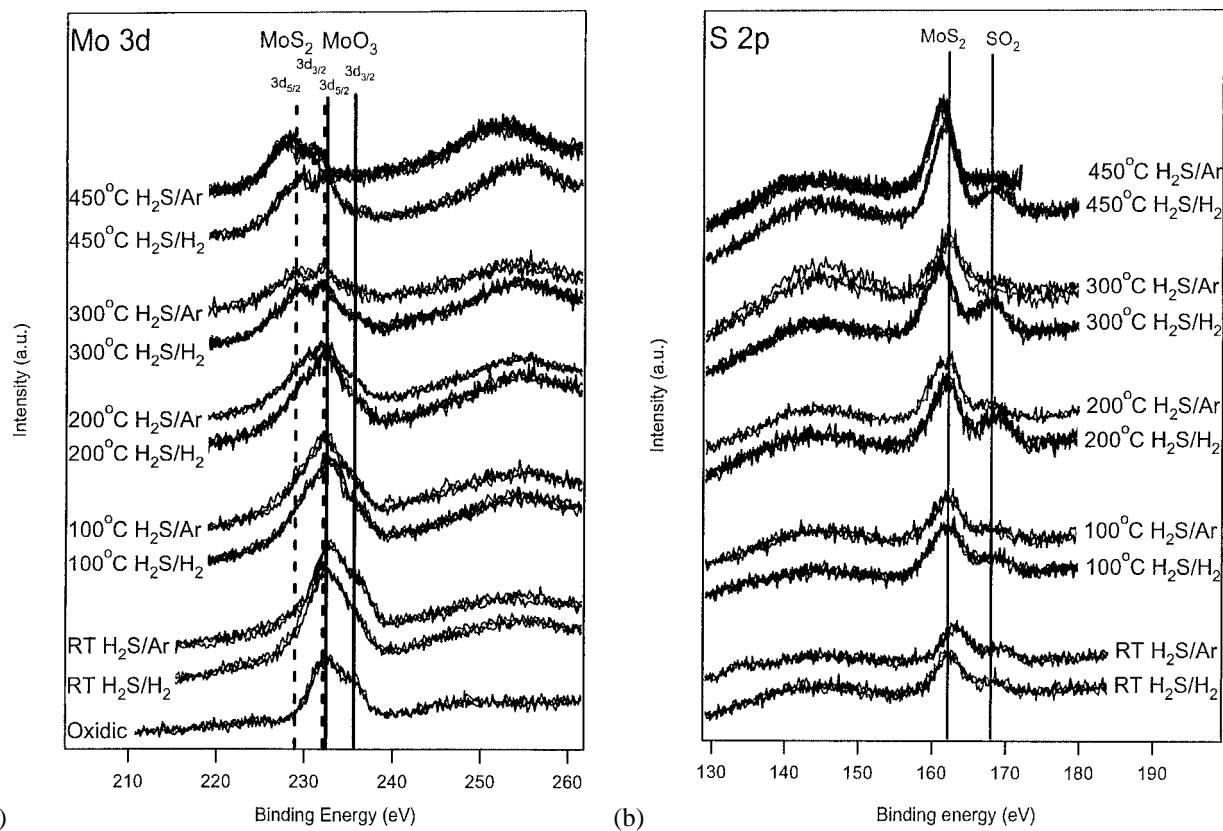 Mo 3d
MoS₂ MoO₃
3d₃/₂ 3d₃/₂
3d₅/₂ 3d₅/₂
450°C H₂S/Ar
450°C H₂S/H₂
300°C H₂S/Ar
300°C H₂S/H₂
200°C H₂S/Ar
200°C H₂S/H₂
100°C H₂S/Ar
100°C H₂S/H₂
RT H₂S/Ar
RT H₂S/H₂
Oxidic
Intensity (a.u.)
210 220 230 240 250 260
Binding Energy (eV)
)
S 2p
MoS₂ SO₂
450°C H₂S/Ar
450°C H₂S/H₂
300°C H₂S/Ar
300°C H₂S/H₂
200°C H₂S/Ar
200°C H₂S/H₂
100°C H₂S/Ar
100°C H₂S/H₂
RT H₂S/Ar
RT H₂S/H₂
Intensity (a.u.)
130 140 150 160 170 180 190
Binding energy (eV)
(b)